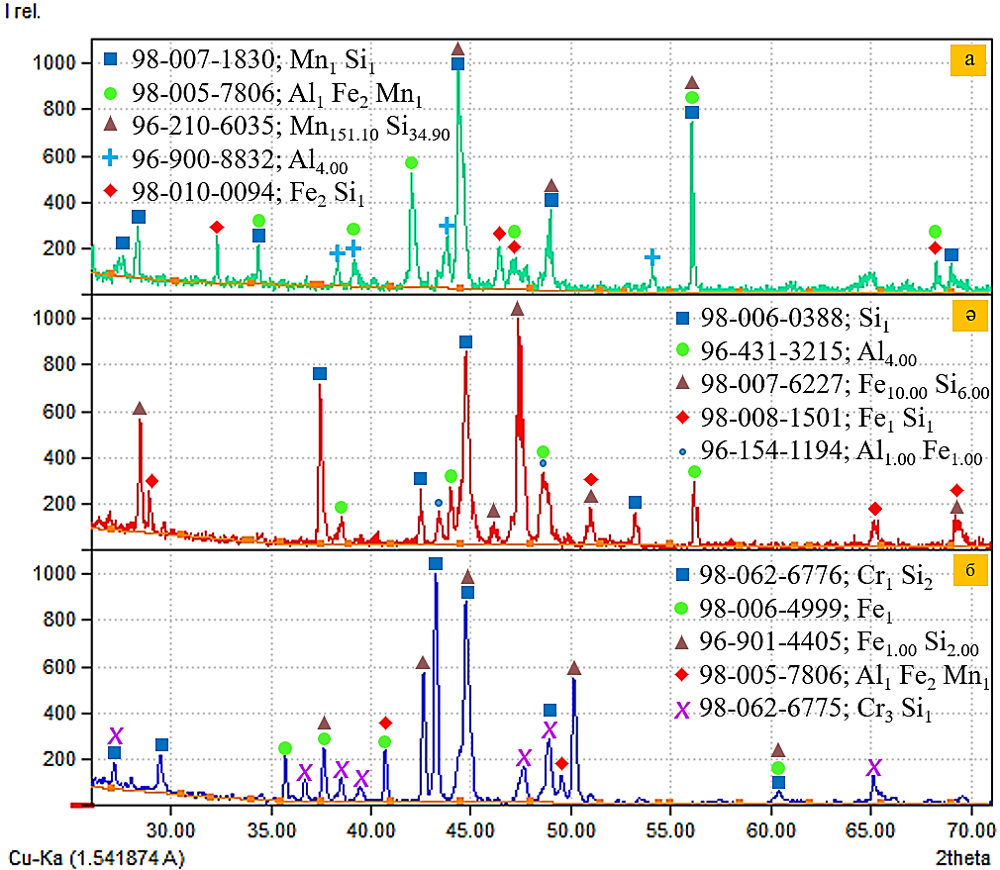 I rel.
1000
800
600
400
200
98-007-1830; Mn₁ Si₁
98-005-7806; Al₁ Fe₂ Mn₁
96-210-6035; Mn₁₅₁.₁₀ Si₃₄.₉₀
96-900-8832; Al₄.₀₀
98-010-0094; Fe₂ Si₁
а
1000
800
600
400
200
98-006-0388; Si₁
96-431-3215; Al₄.₀₀
98-007-6227; Fe₁₀.₀₀ Si₆.₀₀
98-008-1501; Fe₁ Si₁
96-154-1194; Al₁.₀₀ Fe₁.₀₀
ә
1000
800
600
400
200
98-062-6776; Cr₁ Si₂
98-006-4999; Fe₁
96-901-4405; Fe₁.₀₀ Si₂.₀₀
98-005-7806; Al₁ Fe₂ Mn₁
98-062-6775; Cr₃ Si₁
б
30.00 35.00 40.00 45.00 50.00 55.00 60.00 65.00 70.00
Cu-Ka (1.541874 A) 2theta